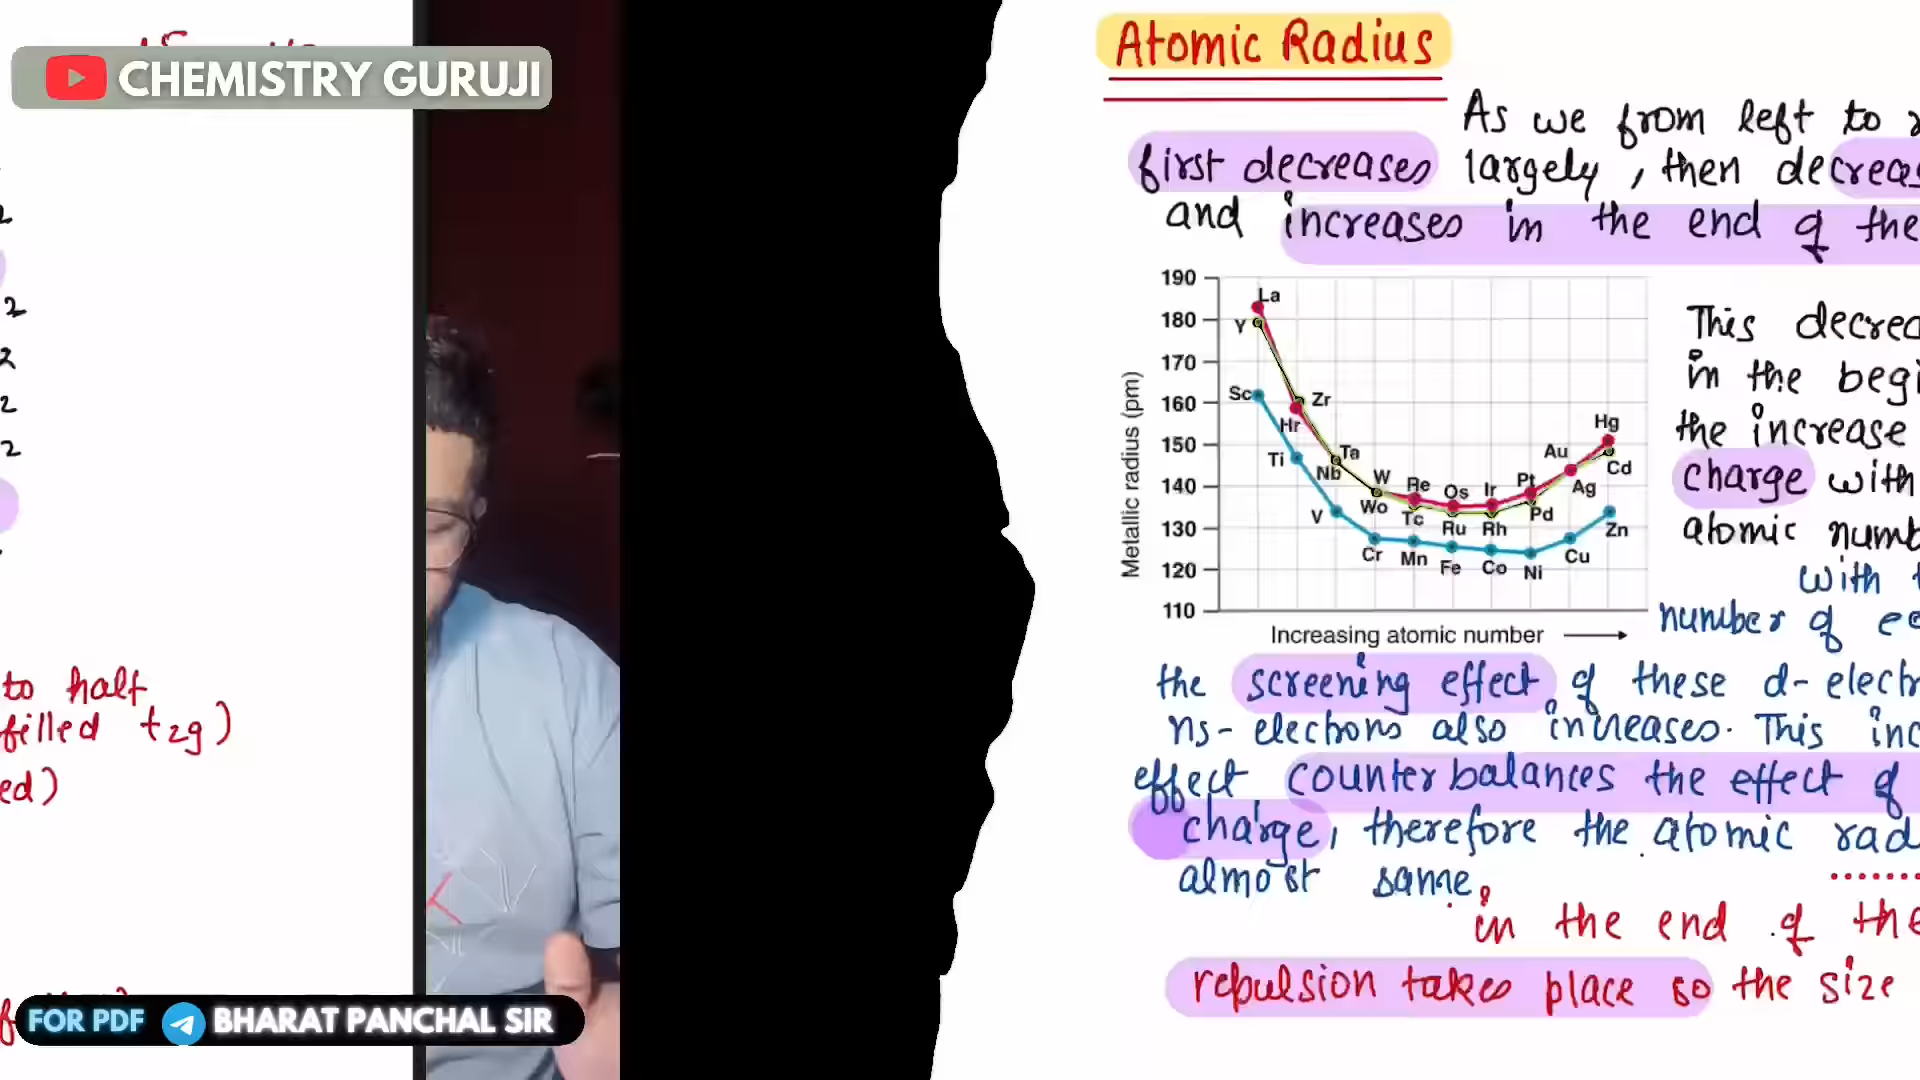 CHEMISTRY GURUJI
2
2
2
2
2
to half
filled t2g)
ed)
FOR PDF BHARAT PANCHAL SIR
Atomic Radius
As we from left to
first decreases largely, then decreas
and increases in the end of the
190
180
170
160
150
140
130
120
110
Metallic radius (pm)
La
Y
Sc
Zr
Hr
Ti
Ta
Nb
V
W
Wo
Cr
Re
Tc
Mn
Os
Ru
Fe
Ir
Rh
Co
Pt
Pd
Ni
Au
Ag
Cu
Hg
Cd
Zn
Increasing atomic number
This decrea
in the begi
the increase
charge with
atomic numb
with t
number of
the screening effect of these d-electr
ns-electrons also increases. This inc
effect counterbalances the effect of
charge, therefore the atomic rad
almost same.
in the end of the
repulsion takes place so the size